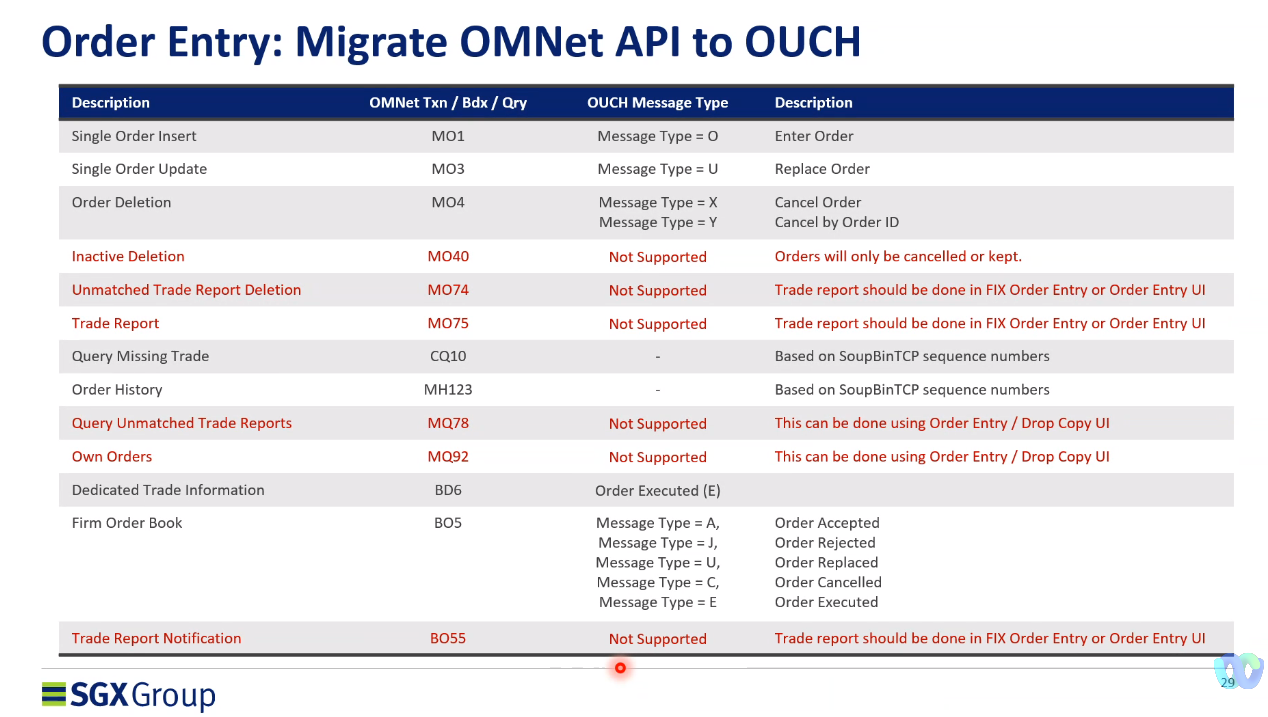 Order Entry: Migrate OMNet API to OUCH
Description OMNet Txn / Bdx / Qry OUCH Message Type Description
Single Order Insert MO1 Message Type = O Enter Order
Single Order Update MO3 Message Type = U Replace Order
Order Deletion MO4 Message Type = X Cancel Order
Message Type = Y Cancel by Order ID
Inactive Deletion MO40 Not Supported Orders will only be cancelled or kept.
Unmatched Trade Report Deletion MO74 Not Supported Trade report should be done in FIX Order Entry or Order Entry UI
Trade Report MO75 Not Supported Trade report should be done in FIX Order Entry or Order Entry UI
Query Missing Trade CQ10 - Based on SoupBinTCP sequence numbers
Order History MH123 - Based on SoupBinTCP sequence numbers
Query Unmatched Trade Reports MQ78 Not Supported This can be done using Order Entry / Drop Copy UI
Own Orders MQ92 Not Supported This can be done using Order Entry / Drop Copy UI
Dedicated Trade Information BD6 Order Executed (E)
Firm Order Book BO5 Message Type = A, Order Accepted
Message Type = J, Order Rejected
Message Type = U, Order Replaced
Message Type = C, Order Cancelled
Message Type = E Order Executed
Trade Report Notification BO55 Not Supported Trade report should be done in FIX Order Entry or Order Entry UI
SGX Group
29